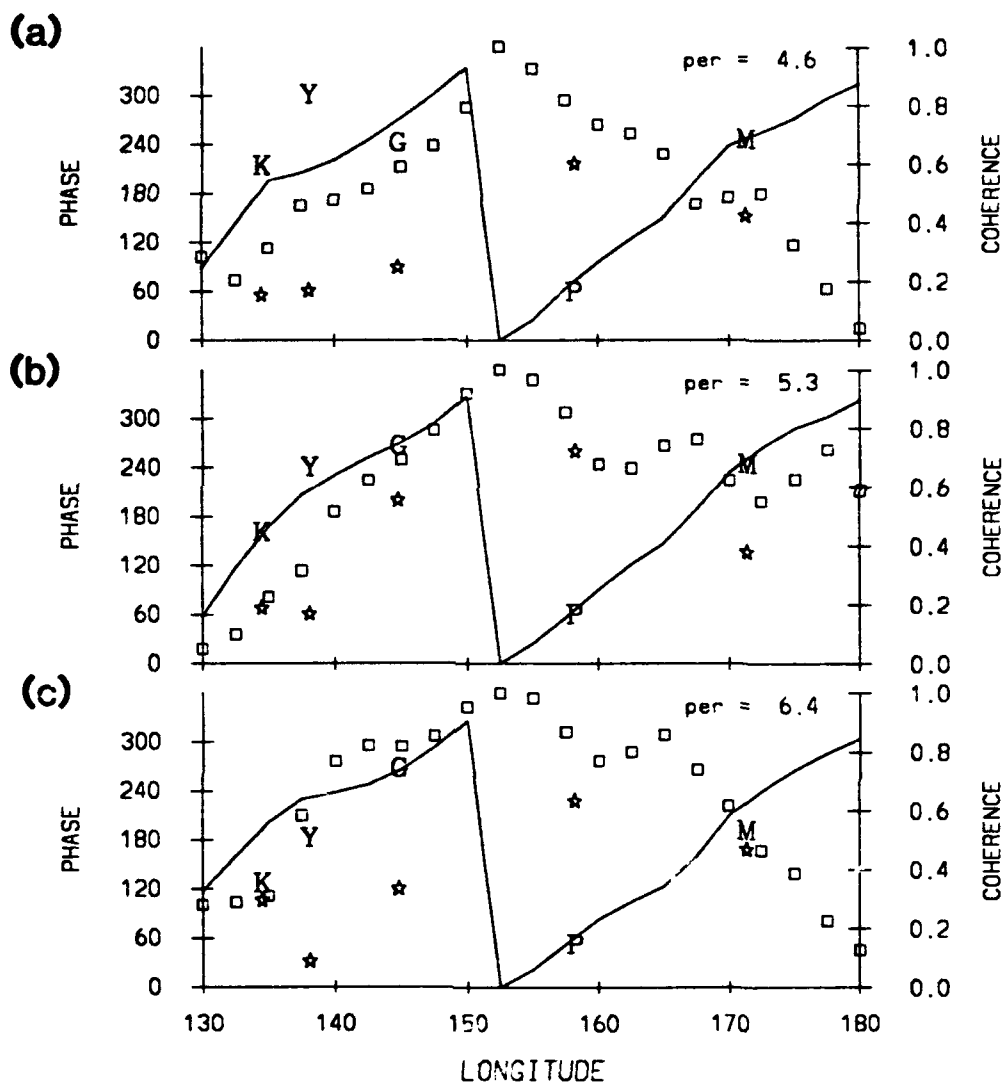 (a)
per = 4.6
PHASE
300
240
180
120
60
0
K
Y
G
P
M
1.0
0.8
0.6
0.4
0.2
0.0
COHERENCE
(b)
per = 5.3
PHASE
300
240
180
120
60
0
K
Y
G
P
M
1.0
0.8
0.6
0.4
0.2
0.0
COHERENCE
(c)
per = 6.4
PHASE
300
240
180
120
60
0
K
Y
G
P
M
1.0
0.8
0.6
0.4
0.2
0.0
COHERENCE
130 140 150 160 170 180
LONGITUDE